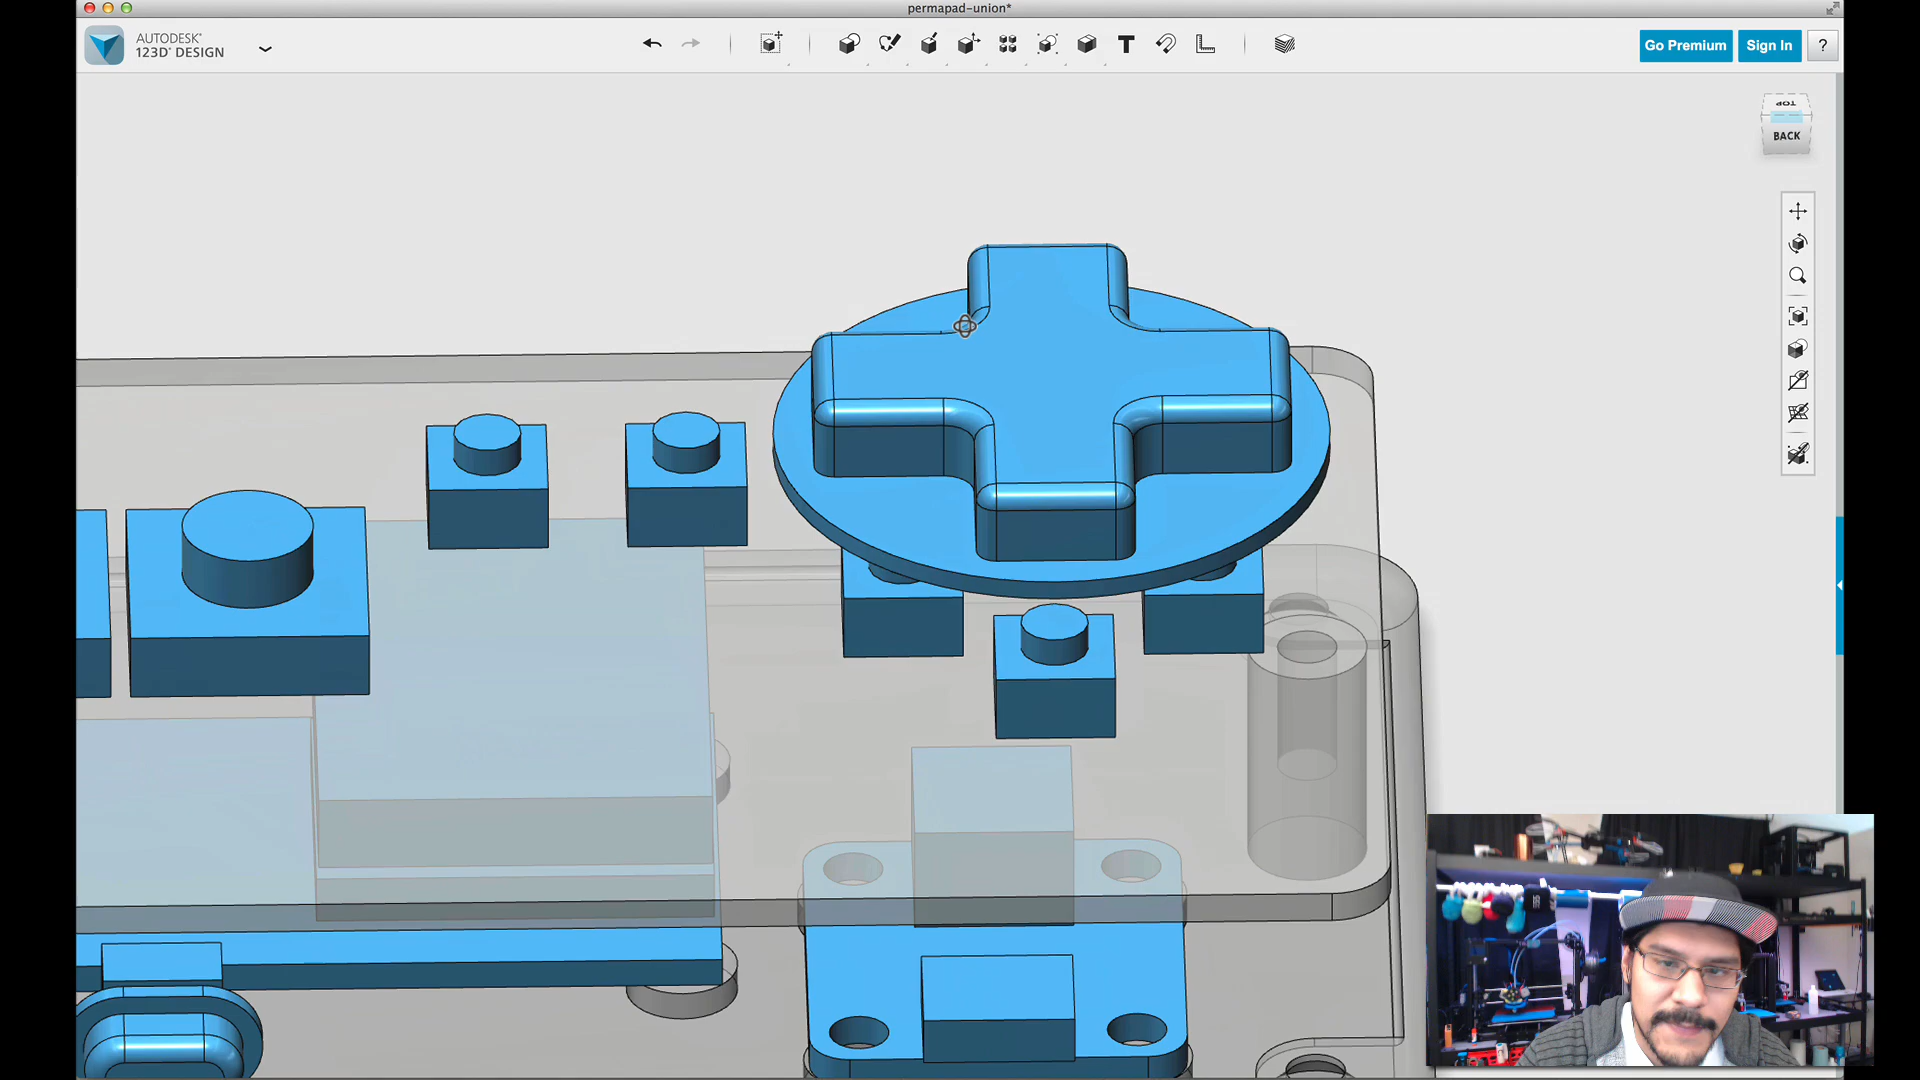 permapad-union*
AUTODESK®
123D® DESIGN
T
Go Premium
Sign In
?
TOP
BACK